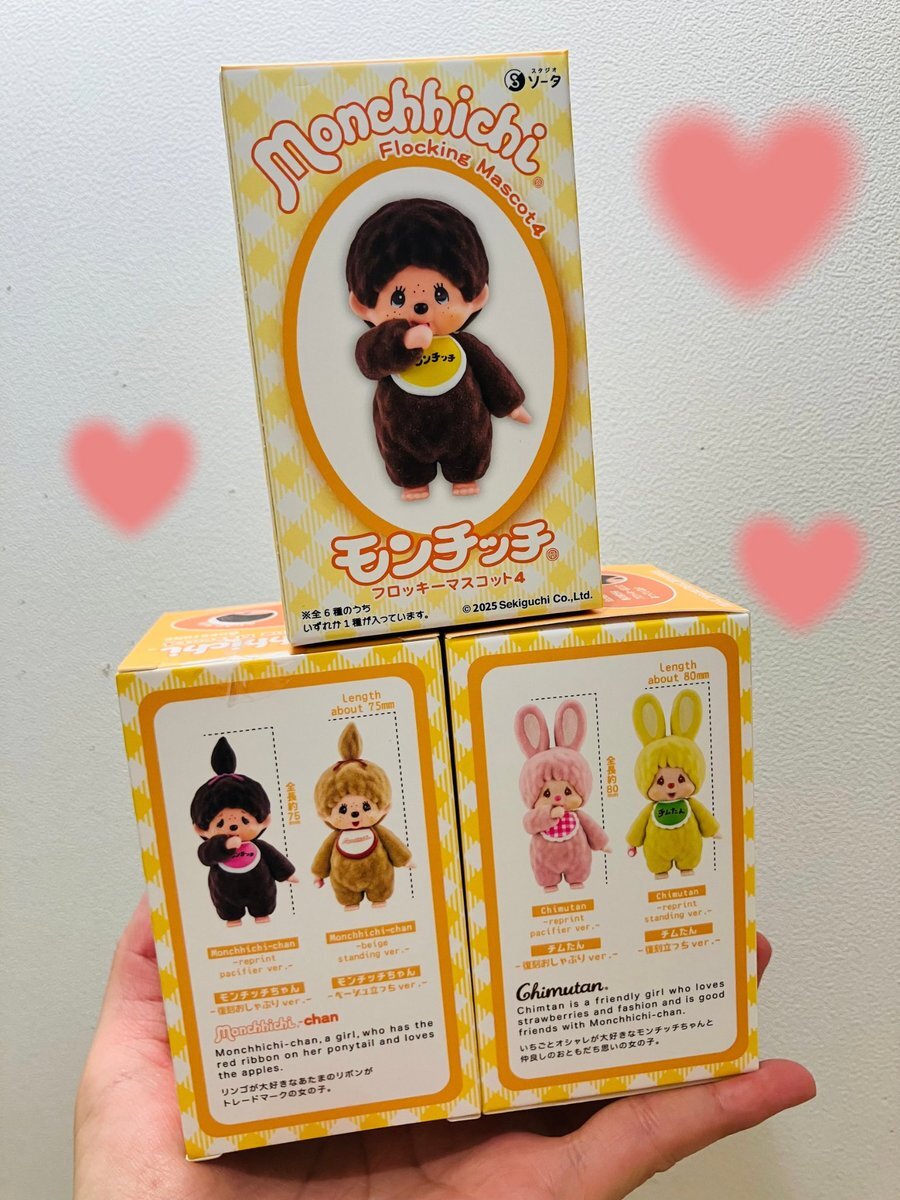 スタジオ
ソータ
Monchhichi®
Flocking Mascot4
モンチッチ
モンチッチ®
フロッキーマスコット4
※全6種のうち
いずれか1種が入っています。
©2025 Sekiguchi Co.,Ltd.
Length
about 75mm
全長約75mm
モンチッチ
Monchhichi-chan
-reprint
pacifier ver.-
モンチッチちゃん
-復刻おしゃぶりver.-
Monchhichi-chan
-beige
standing ver.-
モンチッチちゃん
-ベージュ立っちver.-
Monchhichi-chan
Monchhichi-chan, a girl, who has the
red ribbon on her ponytail and loves
the apples.
リンゴが大好きなあたまのリボンが
トレードマークの女の子。
Length
about 80mm
全長約80mm
チムたん
Chimutan
-reprint
pacifier ver.-
チムたん
-復刻おしゃぶりver.-
Chimutan
-reprint
standing ver.-
チムたん
-復刻立っちver.-
Chimutan®
Chimtan is a friendly girl who loves
strawberries and fashion and is good
friends with Monchhichi-chan.
いちごとオシャレが大好きなモンチッチちゃんと
仲良しのおともだち思いの女の子。